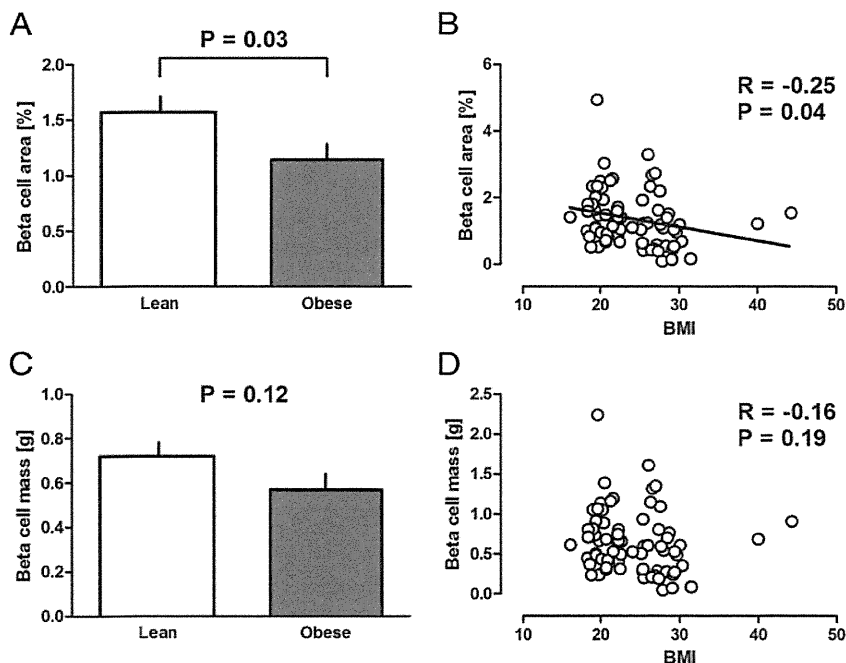 A
P = 0.03
Beta cell area [%]
2.0
1.5
1.0
0.5
0.0
Lean Obese
B
R = -0.25
P = 0.04
Beta cell area [%]
6
4
2
0
10 20 30 40 50
BMI
C
P = 0.12
Beta cell mass [g]
1.0
0.8
0.6
0.4
0.2
0.0
Lean Obese
D
R = -0.16
P = 0.19
Beta cell mass [g]
2.5
2.0
1.5
1.0
0.5
0.0
10 20 30 40 50
BMI